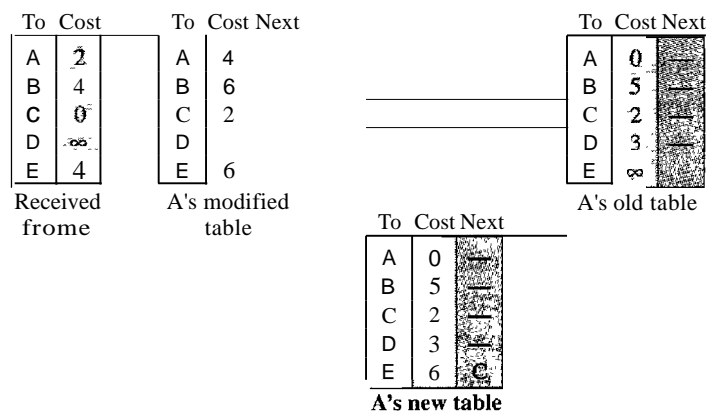 To Cost
A 2
B 4
C 0
D ∞
E 4
Received
frome
To Cost Next
A 4
B 6
C 2
D
E 6
A's modified
table
To Cost Next
A 0 —
B 5 —
C 2 —
D 3 —
E ∞
A's old table
To Cost Next
A 0 —
B 5 —
C 2 —
D 3 —
E 6 C
A's new table